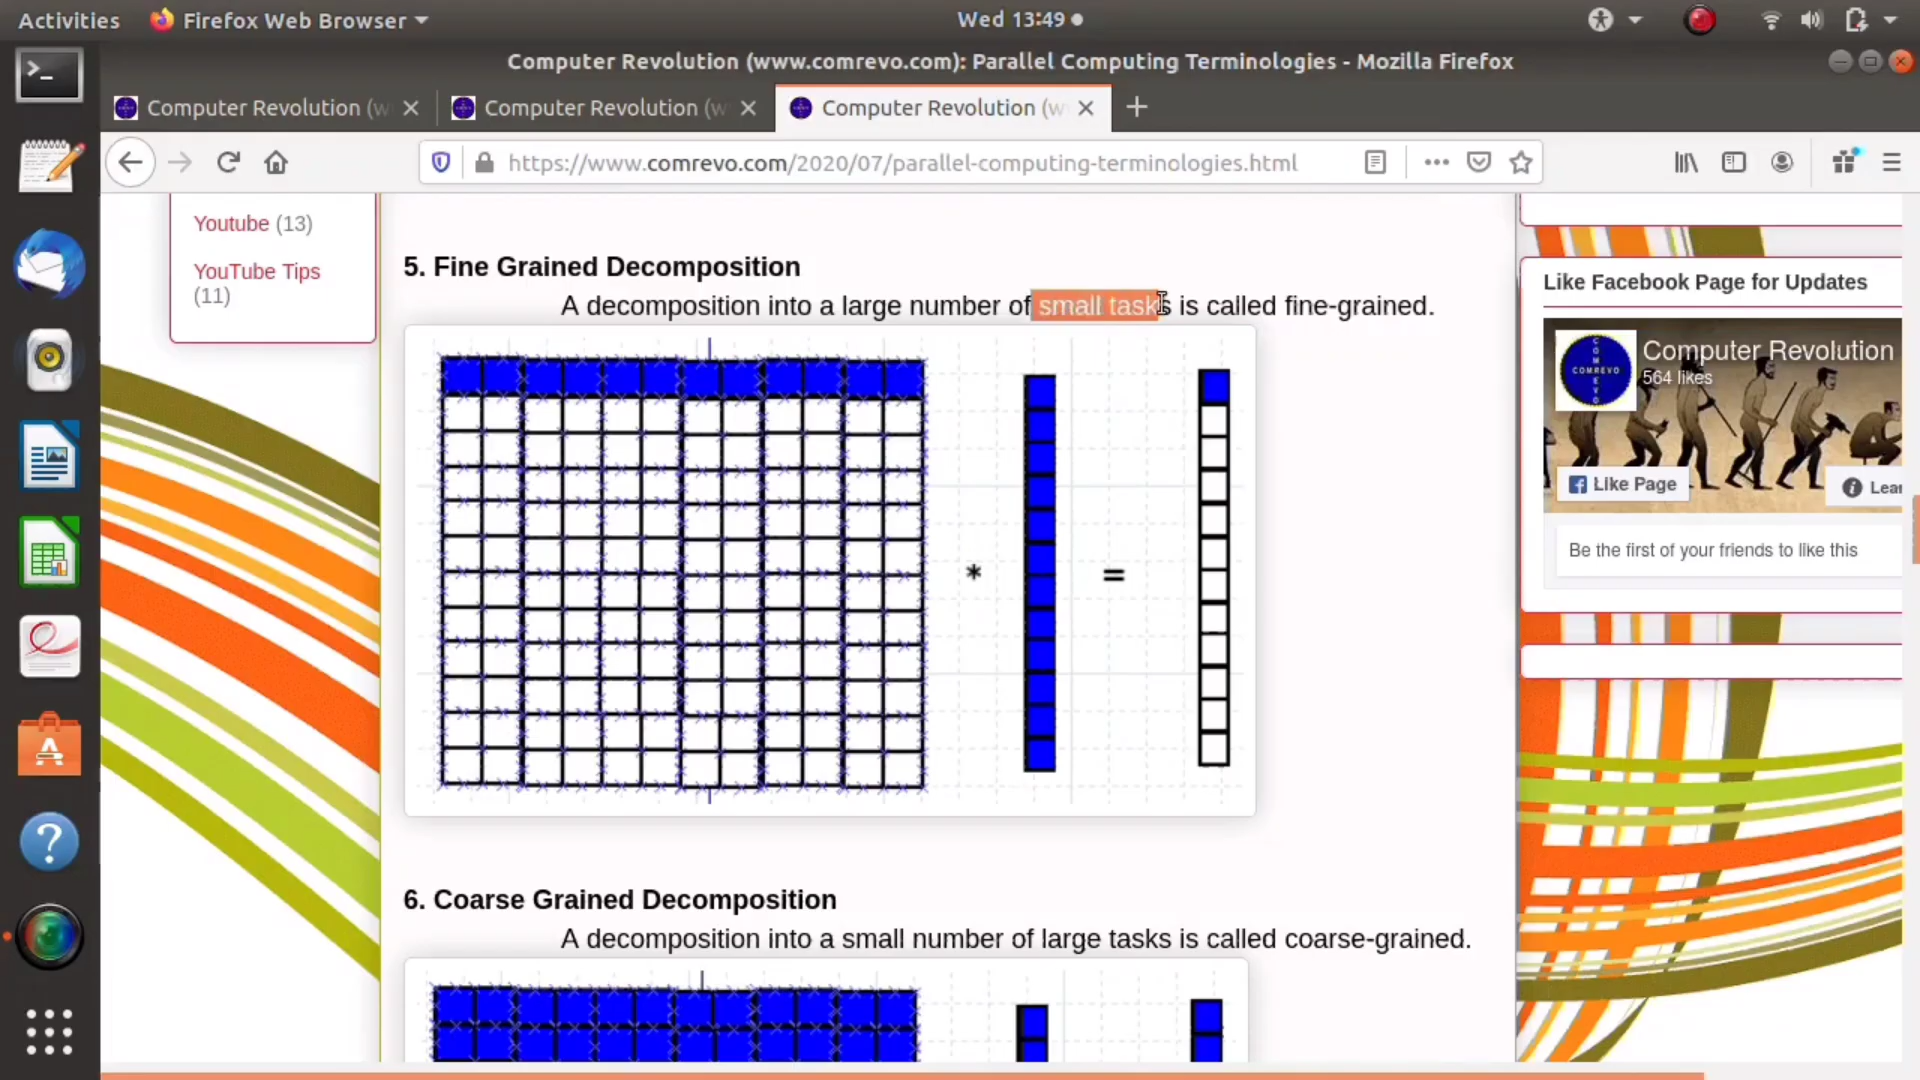 Activities Firefox Web Browser Wed 13:49
Computer Revolution (www.comrevo.com): Parallel Computing Terminologies - Mozilla Firefox
Computer Revolution (w Computer Revolution (w Computer Revolution (w
https://www.comrevo.com/2020/07/parallel-computing-terminologies.html
Youtube (13)
YouTube Tips
(11)
5. Fine Grained Decomposition
A decomposition into a large number of small tasks is called fine-grained.
* =
6. Coarse Grained Decomposition
A decomposition into a small number of large tasks is called coarse-grained.
Like Facebook Page for Updates
COMREVO
Computer Revolution
564 likes
Like Page
Lear
Be the first of your friends to like this